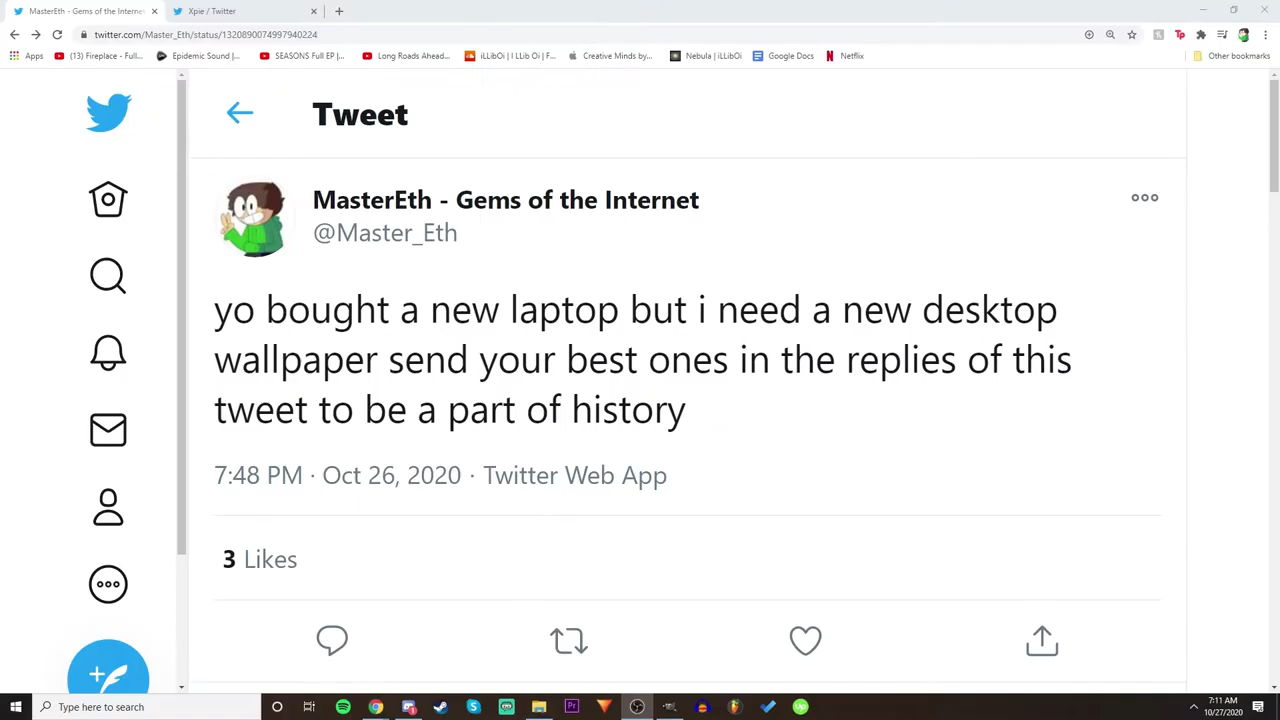 MasterEth - Gems of the Internet
Xpie / Twitter
twitter.com/Master_Eth/status/1320890074997940224
Apps
(13) Fireplace - Full...
Epidemic Sound |...
SEASONS Full EP |...
Long Roads Ahead...
iLLibOi | I LLib Oi | F...
Creative Minds by...
Nebula | iLLibOi
Google Docs
Netflix
Other bookmarks
Tweet
MasterEth - Gems of the Internet
@Master_Eth
yo bought a new laptop but i need a new desktop
wallpaper send your best ones in the replies of this
tweet to be a part of history
7:48 PM · Oct 26, 2020 · Twitter Web App
3 Likes
Type here to search
Pr
Up
7:11 AM
10/27/2020